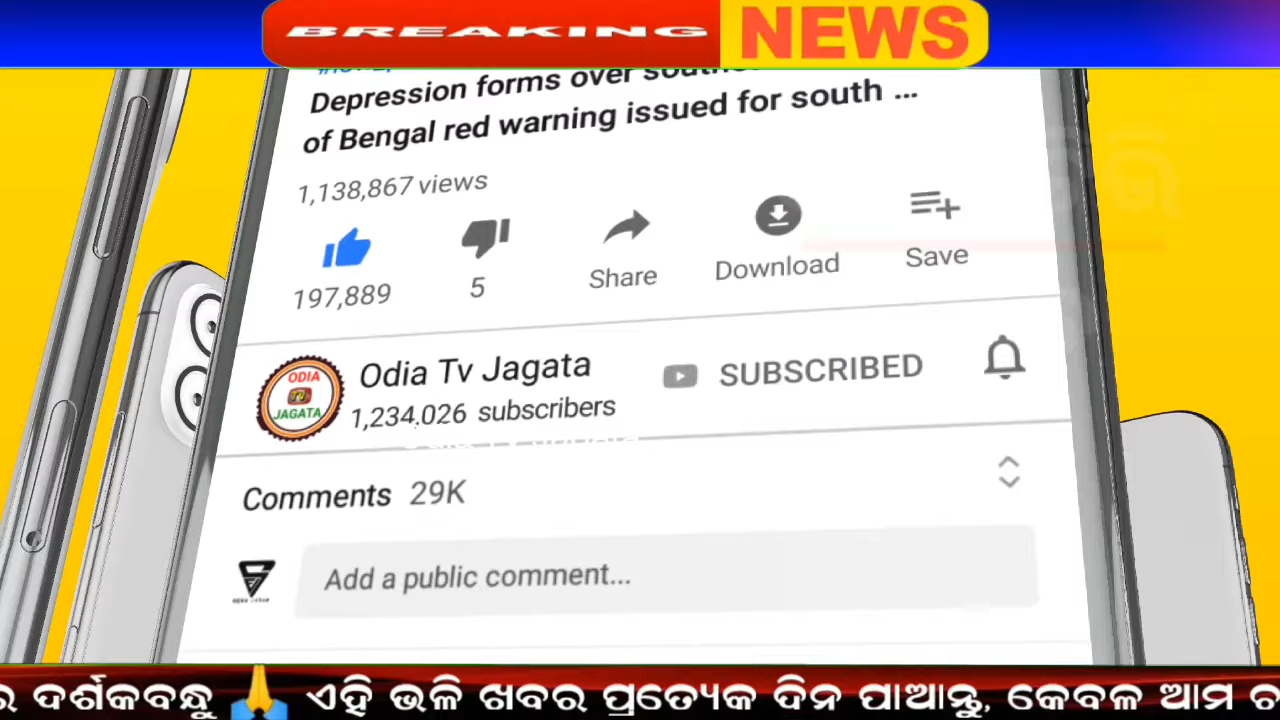 BREAKING NEWS
Depression forms over
of Bengal red warning issued for south ...
1,138,867 views
197,889
5
Share
Download
Save
ODIA
TV
JAGATA
Odia Tv Jagata
1,234,026 subscribers
SUBSCRIBED
Comments 29K
Add a public comment...
ଦର୍ଶକବନ୍ଧୁ 🙏 ଏହି ଭଳି ଖବର ପ୍ରତ୍ୟେକ ଦିନ ପାଆନ୍ତୁ, କେବଳ ଆମ